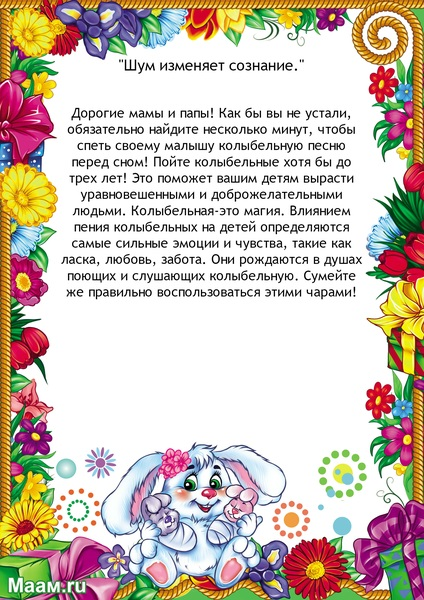 "Шум изменяет сознание."
Дорогие мамы и папы! Как бы вы не устали,
обязательно найдите несколько минут, чтобы
спеть своему малышу колыбельную песню
перед сном! Пойте колыбельные хотя бы до
трех лет! Это поможет вашим детям вырасти
уравновешенными и доброжелательными
людьми. Колыбельная-это магия. Влиянием
пения колыбельных на детей определяются
самые сильные эмоции и чувства, такие как
ласка, любовь, забота. Они рождаются в душах
поющих и слушающих колыбельную. Сумейте
же правильно воспользоваться этими чарами!
Маам.ru